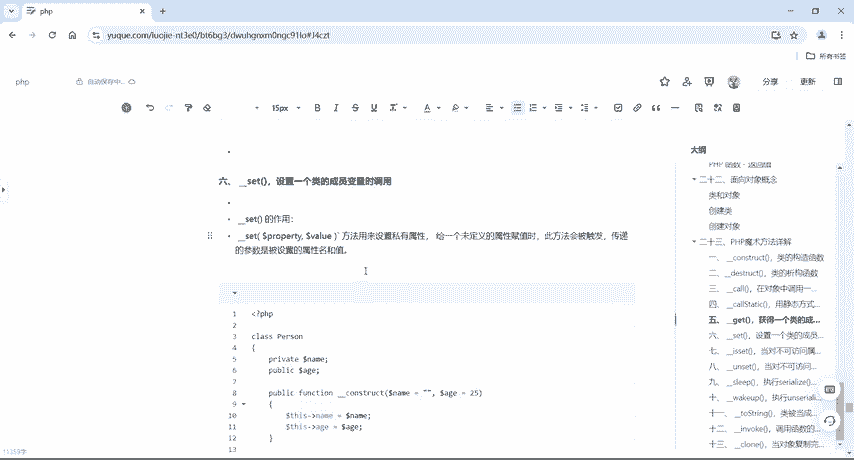 php
yuque.com/luojie-nt3e0/bt6bg3/dwuhgnxm0ngc91lo#J4czt
所有书签
php
自动保存中...
分享
更新
15px
大纲
PHP 函数 - 返回值
二十二、面向对象概念
类和对象
创建类
创建对象
二十三、PHP魔术方法详解
一、 __construct()，类的构造函数
二、__destruct()，类的析构函数
三、 __call()，在对象中调用一...
四、 __callStatic()，用静态方式...
五、 __get()，获得一个类的成...
六、 __set()，设置一个类的成员...
七、 __isset()，当对不可访问属...
八、 __unset()，当对不可访问...
九、 __sleep()，执行serialize()...
十、 __wakeup()，执行unseriali...
十一、 __toString()，类被当成...
十二、 __invoke()，调用函数的...
十三、 __clone()，当对象复制完...
六、 __set()，设置一个类的成员变量的调用
__set() 的作用：
__set( $property, $value )` 方法用来设置私有属性， 给一个未定义的属性赋值时，此方法会被触发，传递
的参数是被设置的属性名和值。
1 <?php
2
3 class Person
4 {
5 private $name;
6 public $age;
7
8 public function __construct($name = "", $age = 25)
9 {
10 $this->name = $name;
11 $this->age = $age;
12 }
13